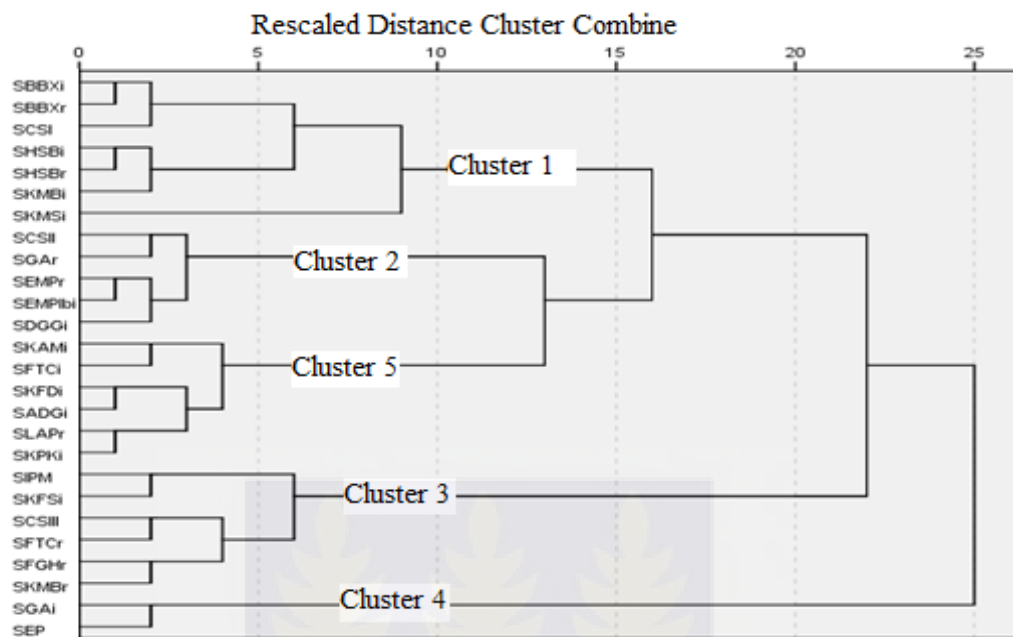 Rescaled Distance Cluster Combine
0 5 10 15 20 25
SBBXi
SBBXr
SCSI
SHSBi
SHSBr
SKMBi
SKMSi
SCSII
SGAr
SEMPr
SEMPIbi
SDGGi
SKAMi
SFTCi
SKFDi
SADGi
SLAPr
SKPKi
SIPM
SKFSi
SCSIII
SFTCr
SFGHr
SKMBr
SGAi
SEP
Cluster 1
Cluster 2
Cluster 5
Cluster 3
Cluster 4